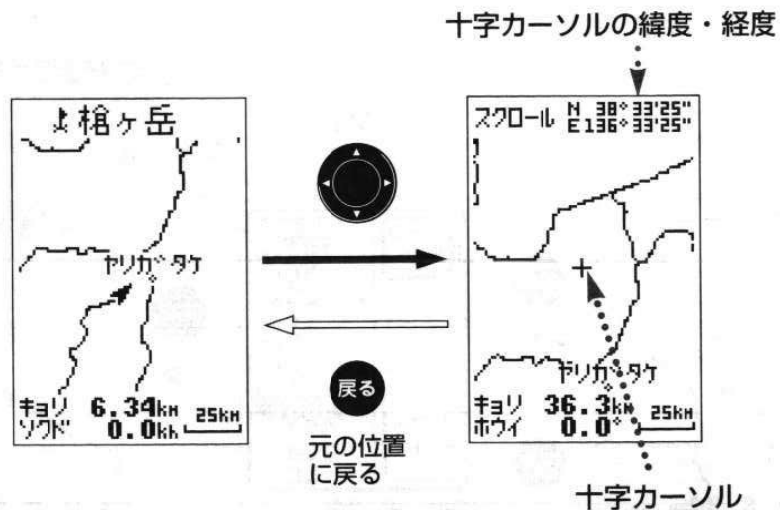 十字カーソルの緯度・経度
槍ヶ岳
ヤリガタケ
キョリ 6.34km 25km
ソクド 0.0kh
戻る
元の位置
に戻る
スクロール N 38°33'25"
E136°33'25"
ヤリガタケ
キョリ 36.3km 25km
ホウイ 0.0°
十字カーソル